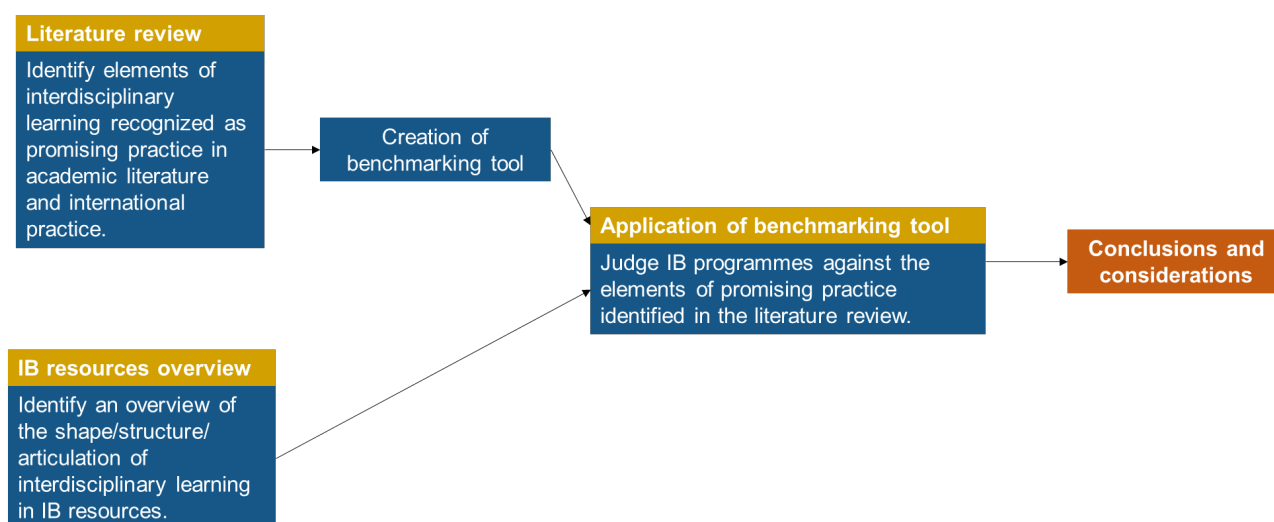 Literature review
Identify elements of
interdisciplinary
learning recognized as
promising practice in
academic literature
and international
practice.
Creation of
benchmarking tool
Application of benchmarking tool
Judge IB programmes against the
elements of promising practice
identified in the literature review.
Conclusions and
considerations
IB resources overview
Identify an overview of
the shape/structure/
articulation of
interdisciplinary learning
in IB resources.